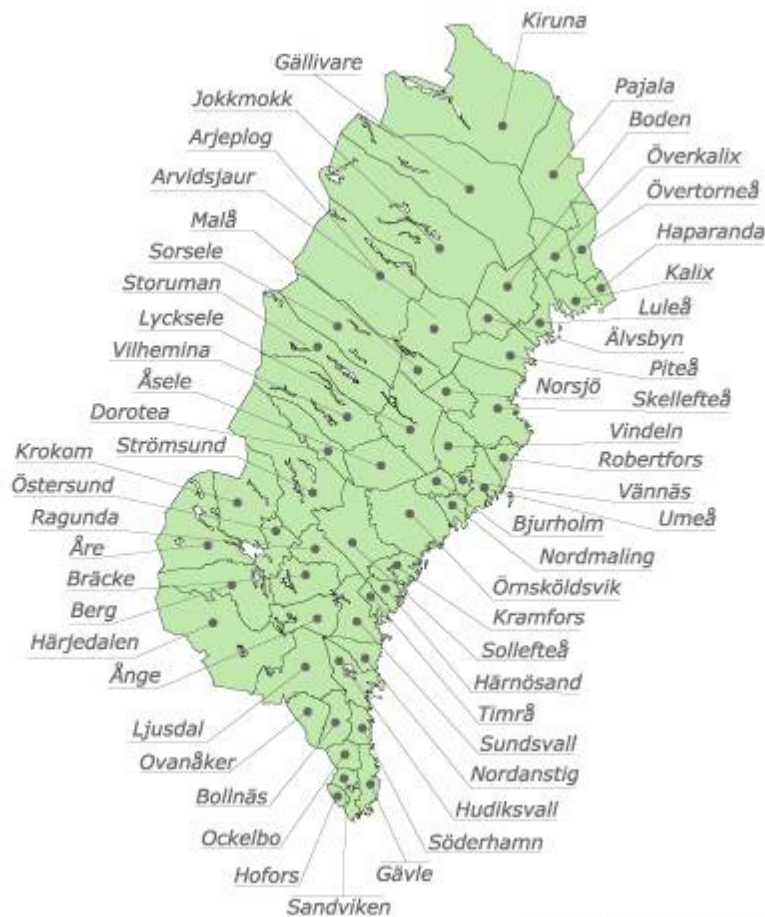 Kiruna
Gällivare
Pajala
Jokkmokk
Boden
Arjeplog
Överkalix
Arvidsjaur
Övertorneå
Malå
Haparanda
Sorsele
Kalix
Storuman
Luleå
Lycksele
Älvsbyn
Vilhemina
Piteå
Åsele
Norsjö
Skellefteå
Dorotea
Vindeln
Strömsund
Robertfors
Krokom
Vännäs
Östersund
Umeå
Ragunda
Bjurholm
Åre
Nordmaling
Bräcke
Örnsköldsvik
Berg
Kramfors
Härjedalen
Sollefteå
Ånge
Härnösand
Timrå
Ljusdal
Sundsvall
Ovanåker
Nordanstig
Bollnäs
Hudiksvall
Ockelbo
Söderhamn
Hofors
Gävle
Sandviken